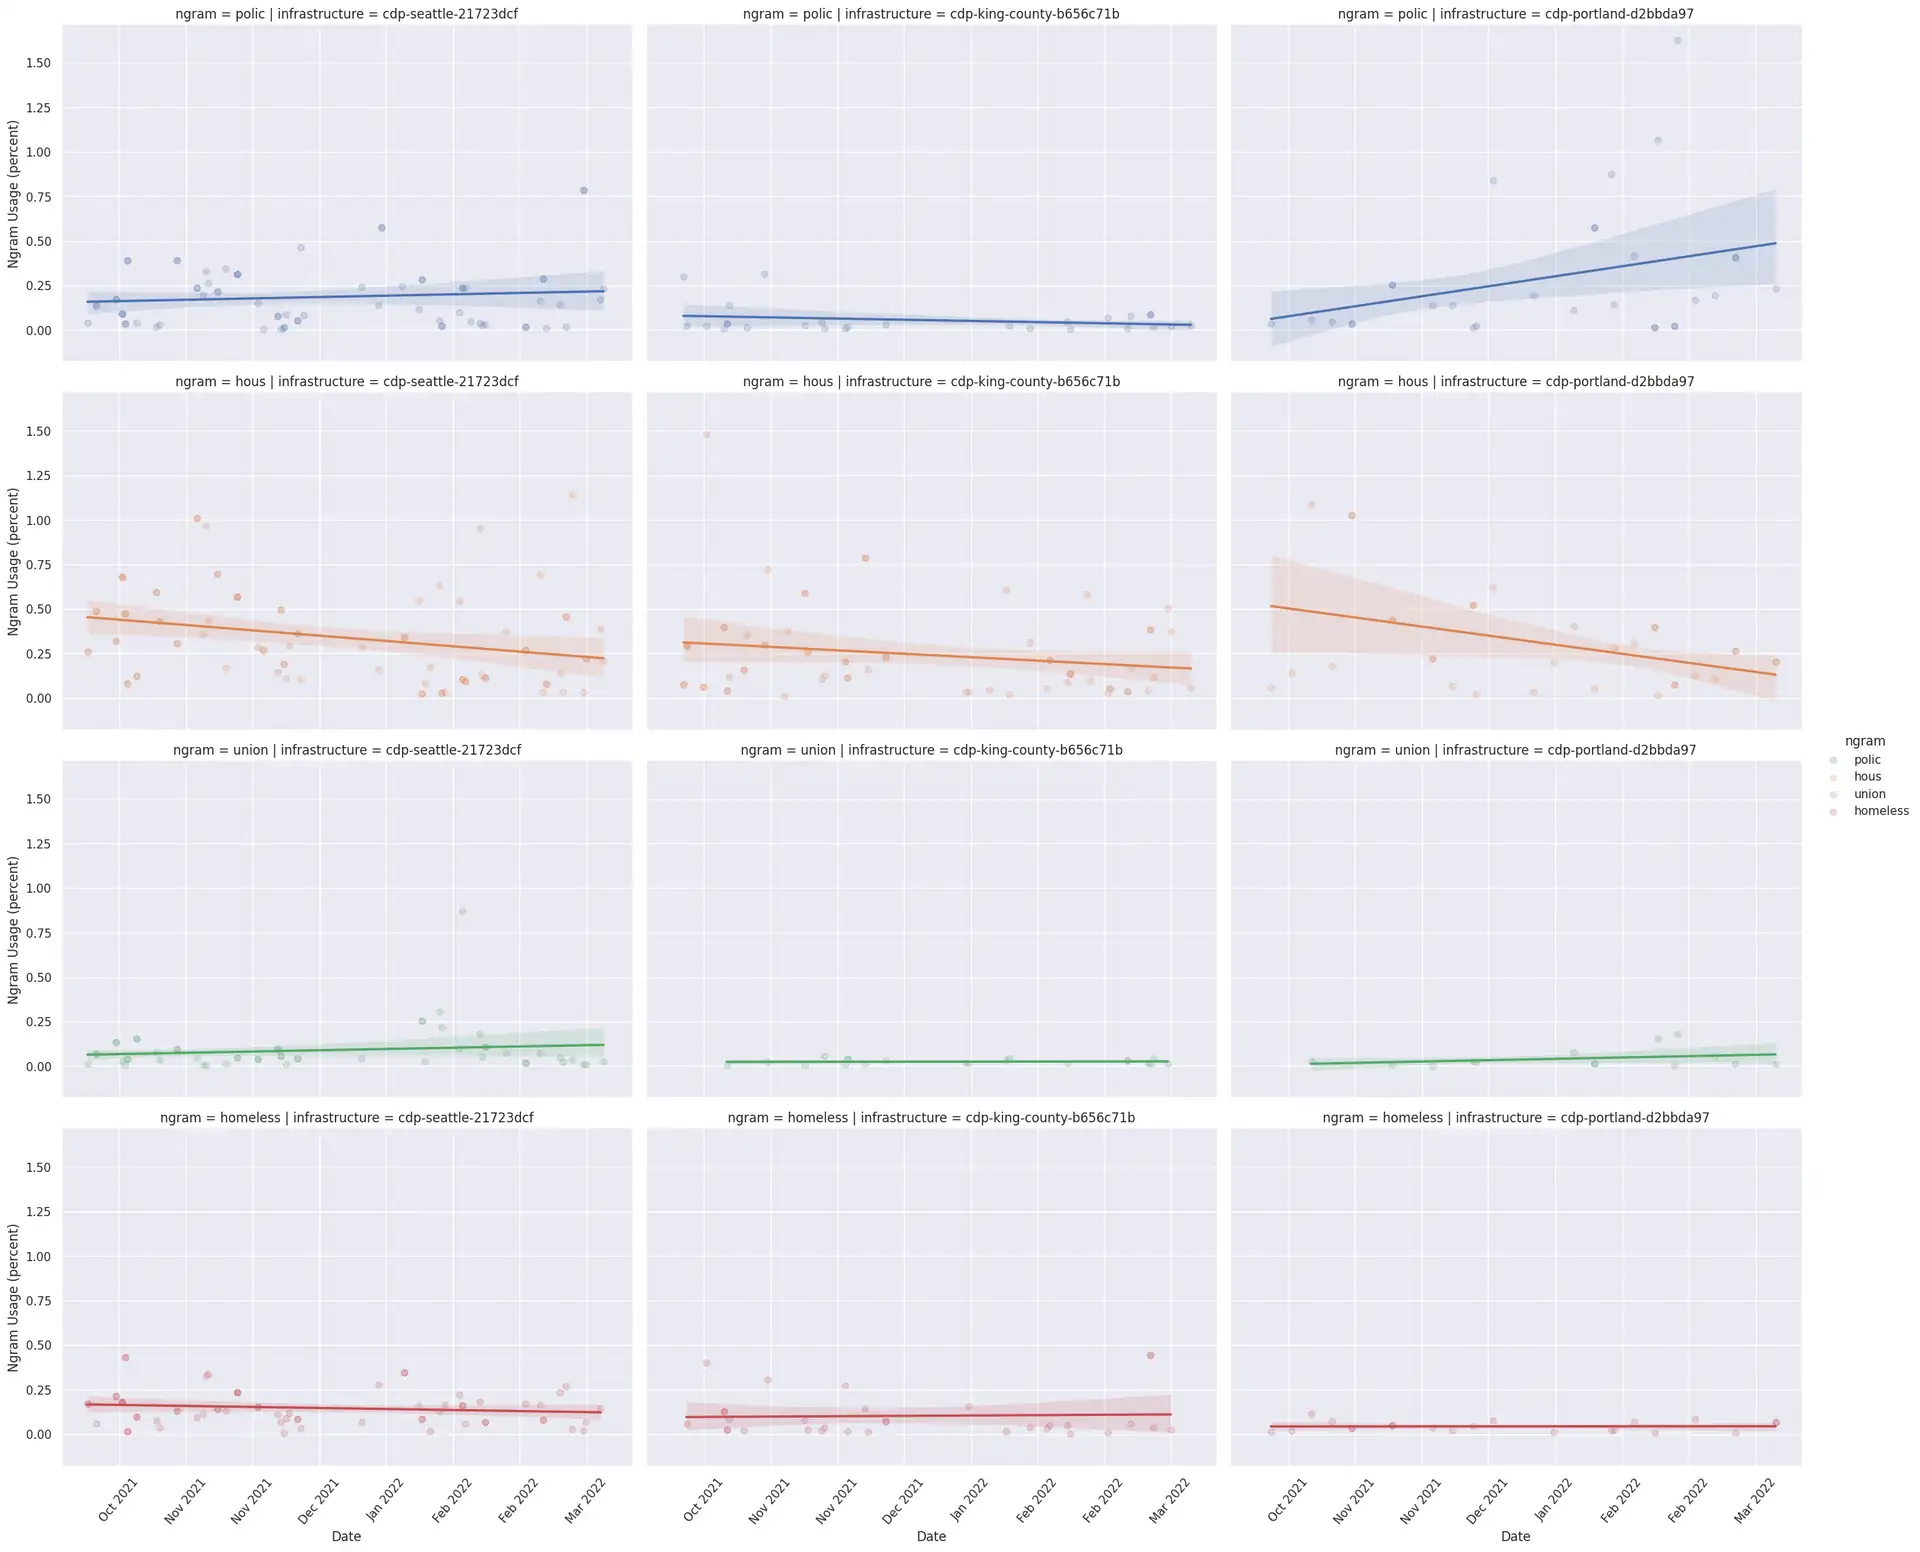 ngram = polic | infrastructure = cdp-seattle-21723dcf
ngram = polic | infrastructure = cdp-king-county-b656c71b
ngram = polic | infrastructure = cdp-portland-d2bbda97
Ngram Usage (percent)
1.50
1.25
1.00
0.75
0.50
0.25
0.00
ngram = hous | infrastructure = cdp-seattle-21723dcf
ngram = hous | infrastructure = cdp-king-county-b656c71b
ngram = hous | infrastructure = cdp-portland-d2bbda97
Ngram Usage (percent)
1.50
1.25
1.00
0.75
0.50
0.25
0.00
ngram = union | infrastructure = cdp-seattle-21723dcf
ngram = union | infrastructure = cdp-king-county-b656c71b
ngram = union | infrastructure = cdp-portland-d2bbda97
Ngram Usage (percent)
1.50
1.25
1.00
0.75
0.50
0.25
0.00
ngram
polic
hous
union
homeless
ngram = homeless | infrastructure = cdp-seattle-21723dcf
ngram = homeless | infrastructure = cdp-king-county-b656c71b
ngram = homeless | infrastructure = cdp-portland-d2bbda97
Ngram Usage (percent)
1.50
1.25
1.00
0.75
0.50
0.25
0.00
Oct 2021
Nov 2021
Nov 2021
Dec 2021
Jan 2022
Feb 2022
Feb 2022
Mar 2022
Date
Oct 2021
Nov 2021
Nov 2021
Dec 2021
Jan 2022
Feb 2022
Feb 2022
Mar 2022
Date
Oct 2021
Nov 2021
Nov 2021
Dec 2021
Jan 2022
Feb 2022
Feb 2022
Mar 2022
Date